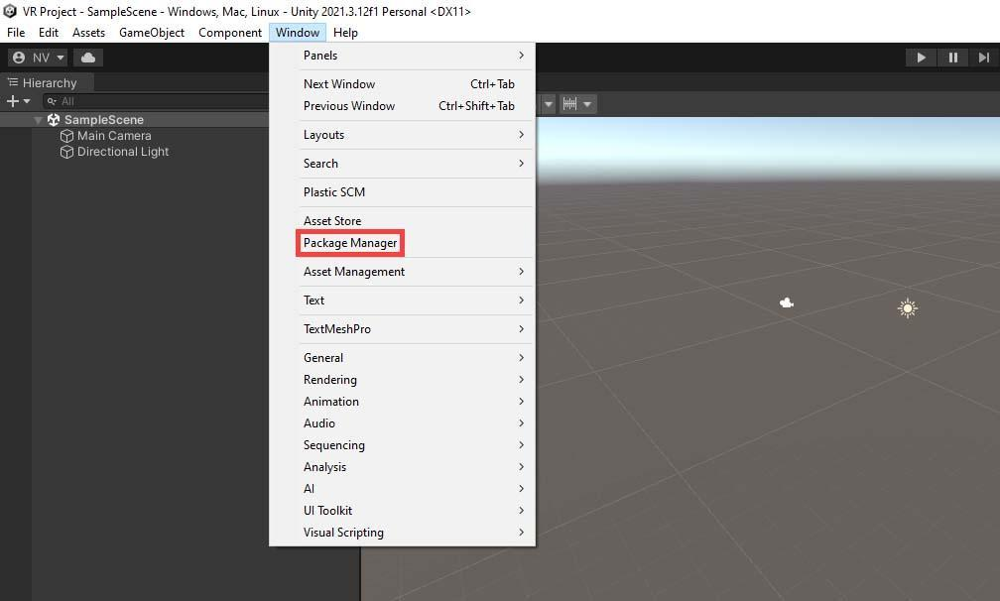 VR Project - SampleScene - Windows, Mac, Linux - Unity 2021.3.12f1 Personal <DX11>
File Edit Assets GameObject Component Window Help
NV
Hierarchy
All
SampleScene
Main Camera
Directional Light
Panels
Next Window Ctrl+Tab
Previous Window Ctrl+Shift+Tab
Layouts
Search
Plastic SCM
Asset Store
Package Manager
Asset Management
Text
TextMeshPro
General
Rendering
Animation
Audio
Sequencing
Analysis
AI
UI Toolkit
Visual Scripting